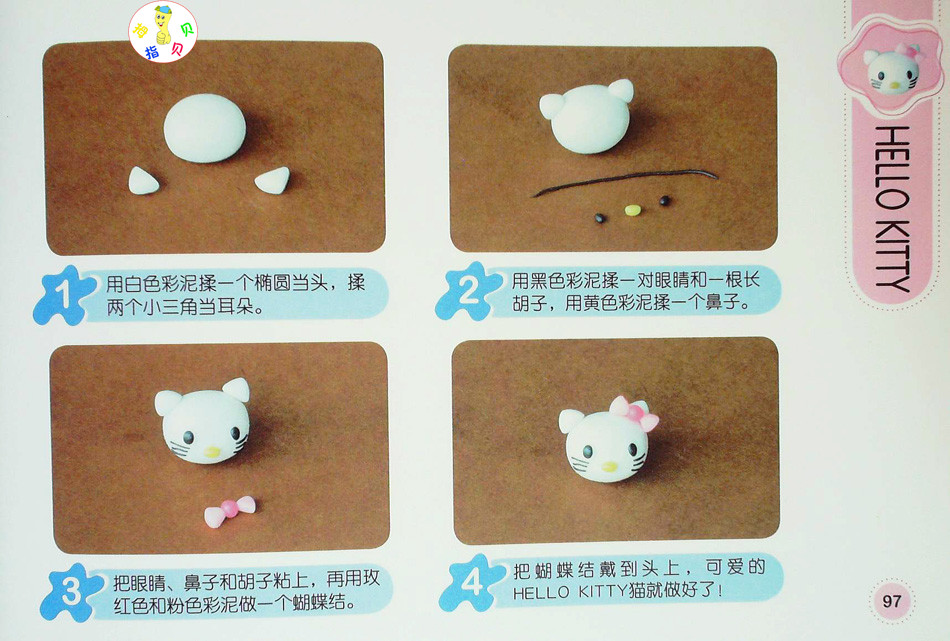 指贝贝
1
用白色彩泥揉一个椭圆当头,揉
两个小三角当耳朵。
2
用黑色彩泥揉一对眼睛和一根长
胡子,用黄色彩泥揉一个鼻子。
HELLO KITTY
3
把眼睛、鼻子和胡子粘上,再用玫
红色和粉色彩泥做一个蝴蝶结。
4
把蝴蝶结戴到头上,可爱的
HELLO KITTY猫就做好了!
97